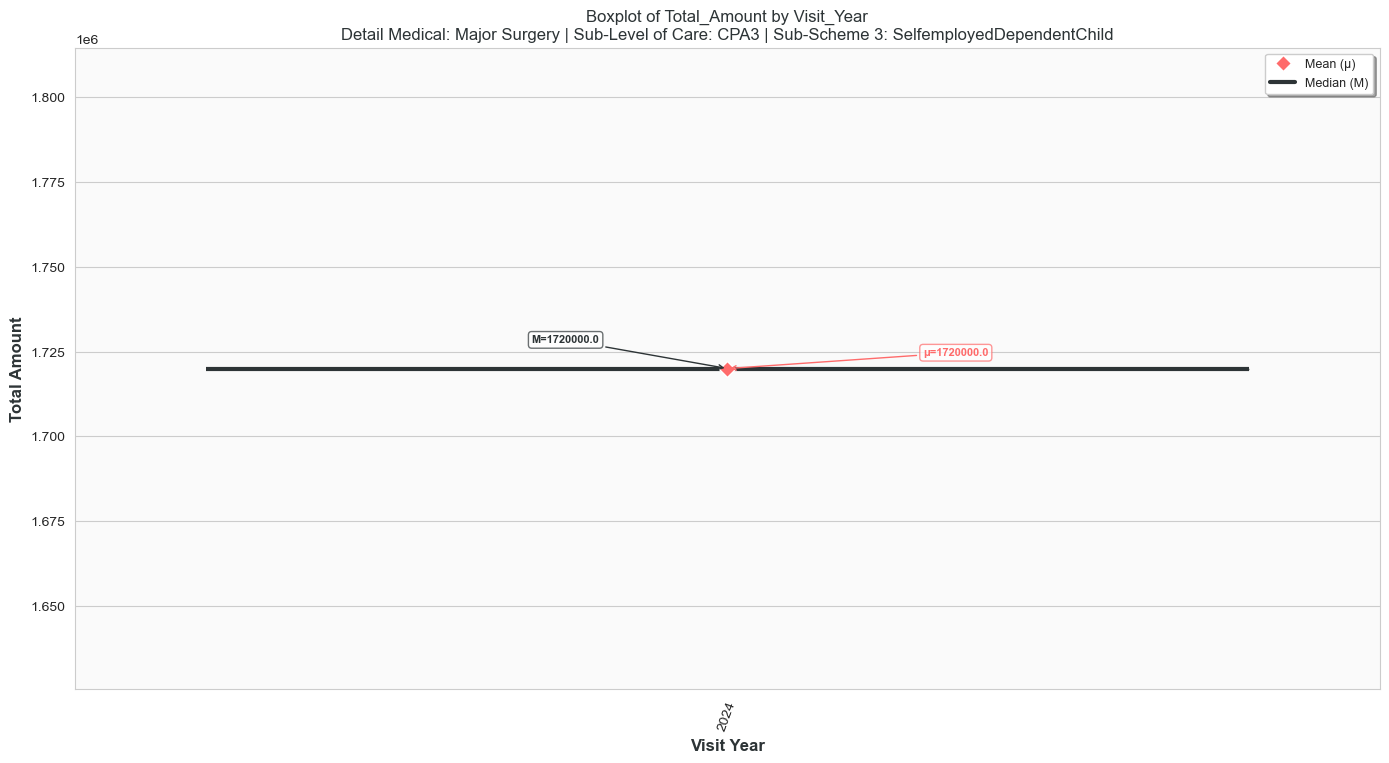 Boxplot of Total_Amount by Visit_Year
Detail Medical: Major Surgery | Sub-Level of Care: CPA3 | Sub-Scheme 3: SelfemployedDependentChild
1e6
Mean (μ)
Median (M)
1.800
1.775
1.750
1.725
1.700
1.675
1.650
Total Amount
M=1720000.0
μ=1720000.0
2024
Visit Year